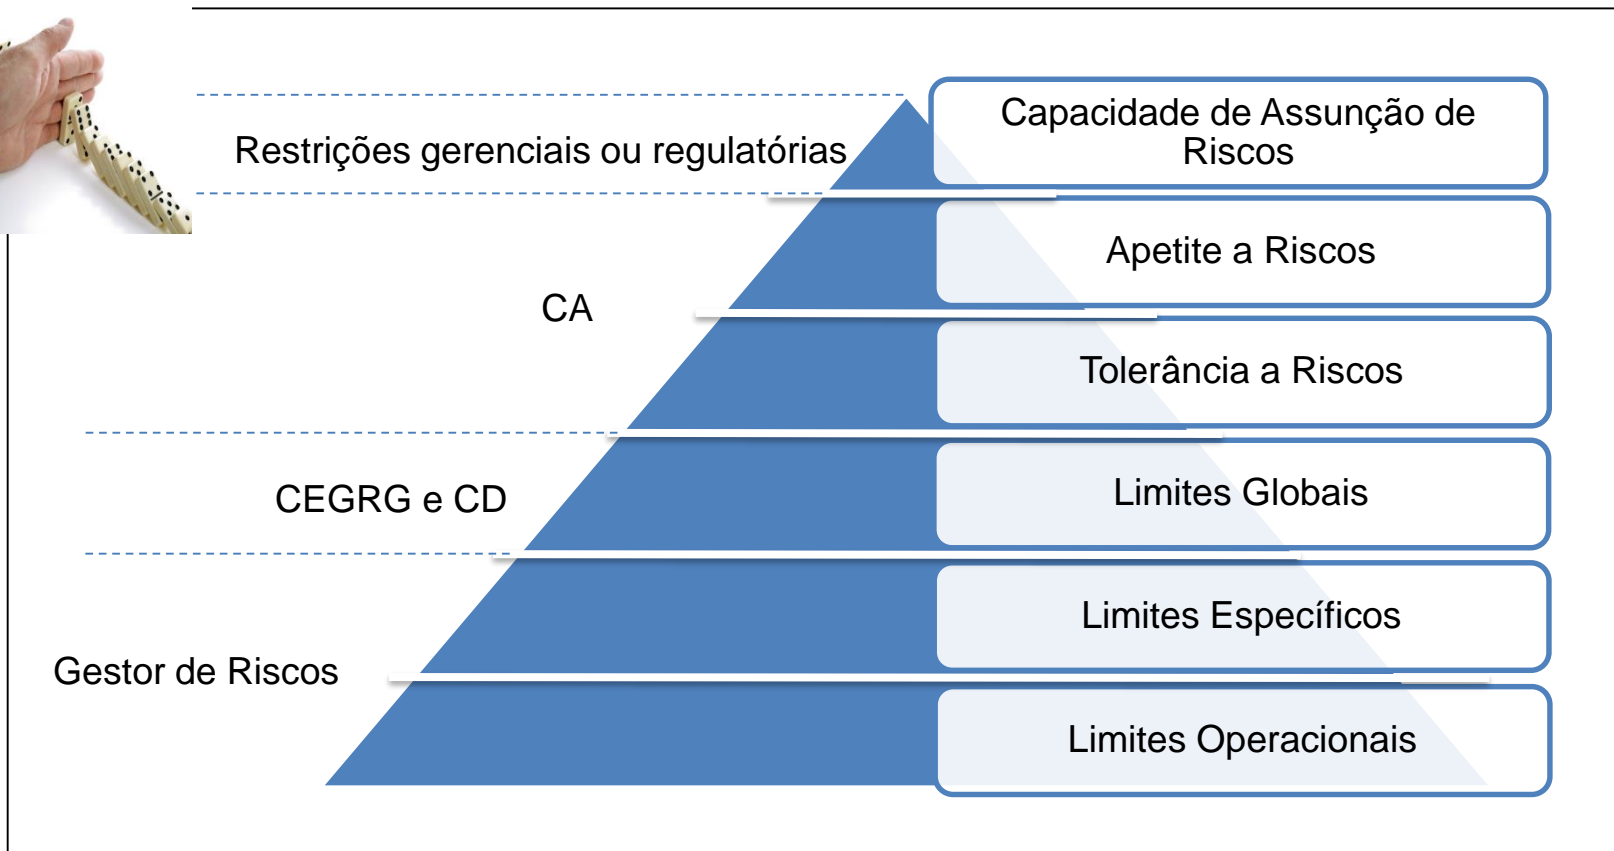 Capacidade de Assunção de
Riscos
Restrições gerenciais ou regulatórias
Apetite a Riscos
CA
Tolerância a Riscos
Limites Globais
CEGRG e CD
Limites Específicos
Gestor de Riscos
Limites Operacionais